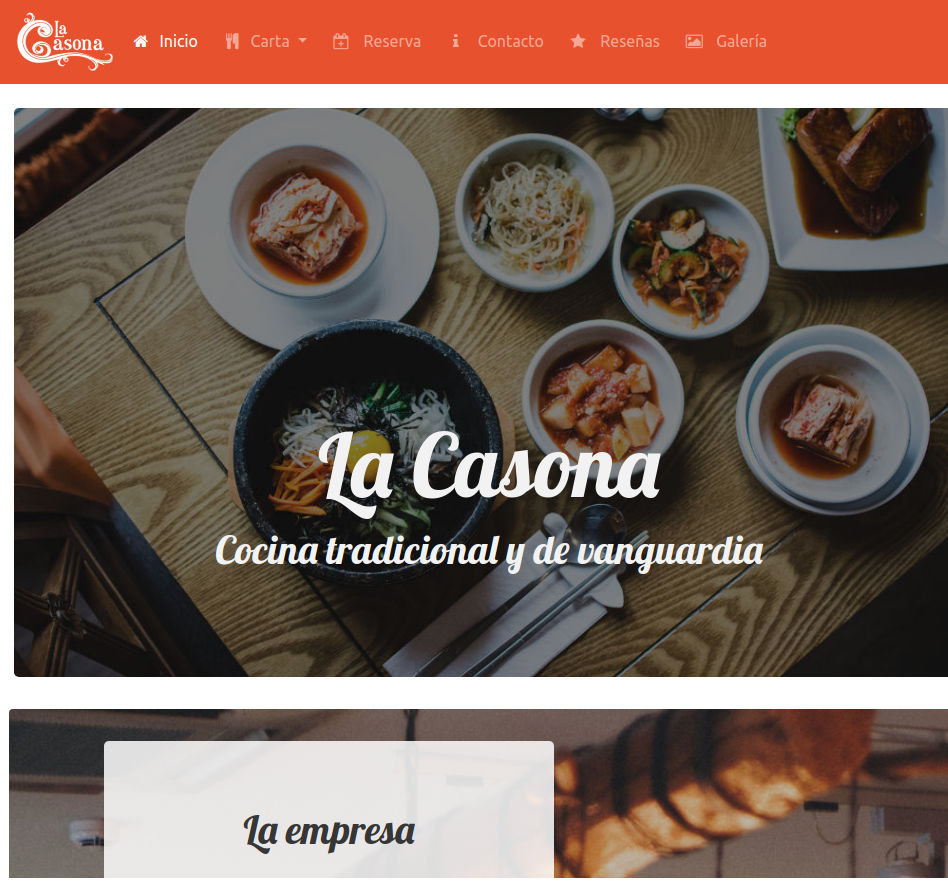 La Casona
Inicio
Carta
Reserva
Contacto
Reseñas
Galería
La Casona
Cocina tradicional y de vanguardia
La empresa